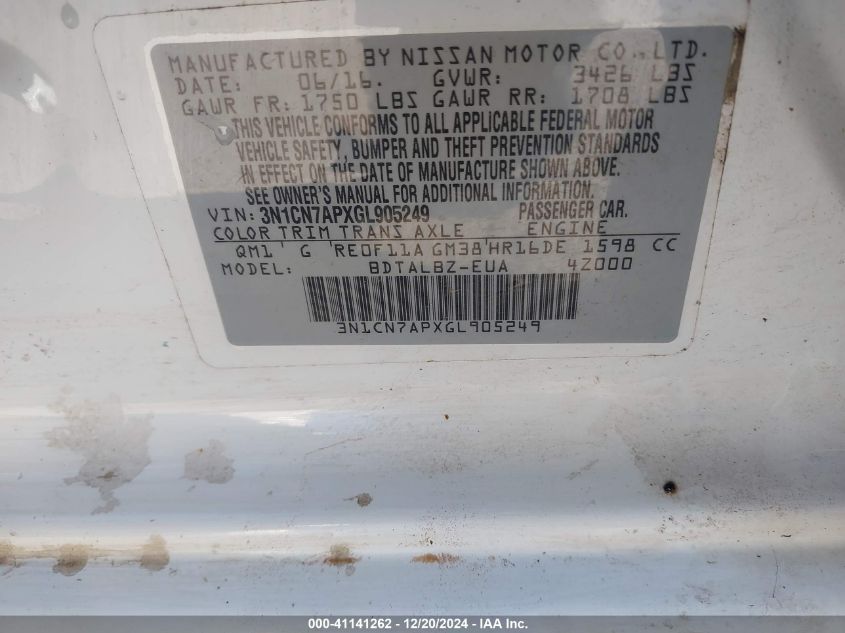 MANUFACTURED BY NISSAN MOTOR CO., LTD.
DATE: 06/16. GVWR: 3426 LBS
GAWR FR: 1750 LBS GAWR RR: 1708 LBS
THIS VEHICLE CONFORMS TO ALL APPLICABLE FEDERAL MOTOR
VEHICLE SAFETY, BUMPER AND THEFT PREVENTION STANDARDS
IN EFFECT ON THE DATE OF MANUFACTURE SHOWN ABOVE.
SEE OWNER'S MANUAL FOR ADDITIONAL INFORMATION.
VIN: 3N1CN7APXGL905249 PASSENGER CAR.
COLOR TRIM TRANS AXLE ENGINE
QM1 G RE0F11A GM38 HR16DE 1598 CC
MODEL: BDTALBZ-EUA 4Z000
3N1CN7APXGL905249
000-41141262 - 12/20/2024 - IAA Inc.